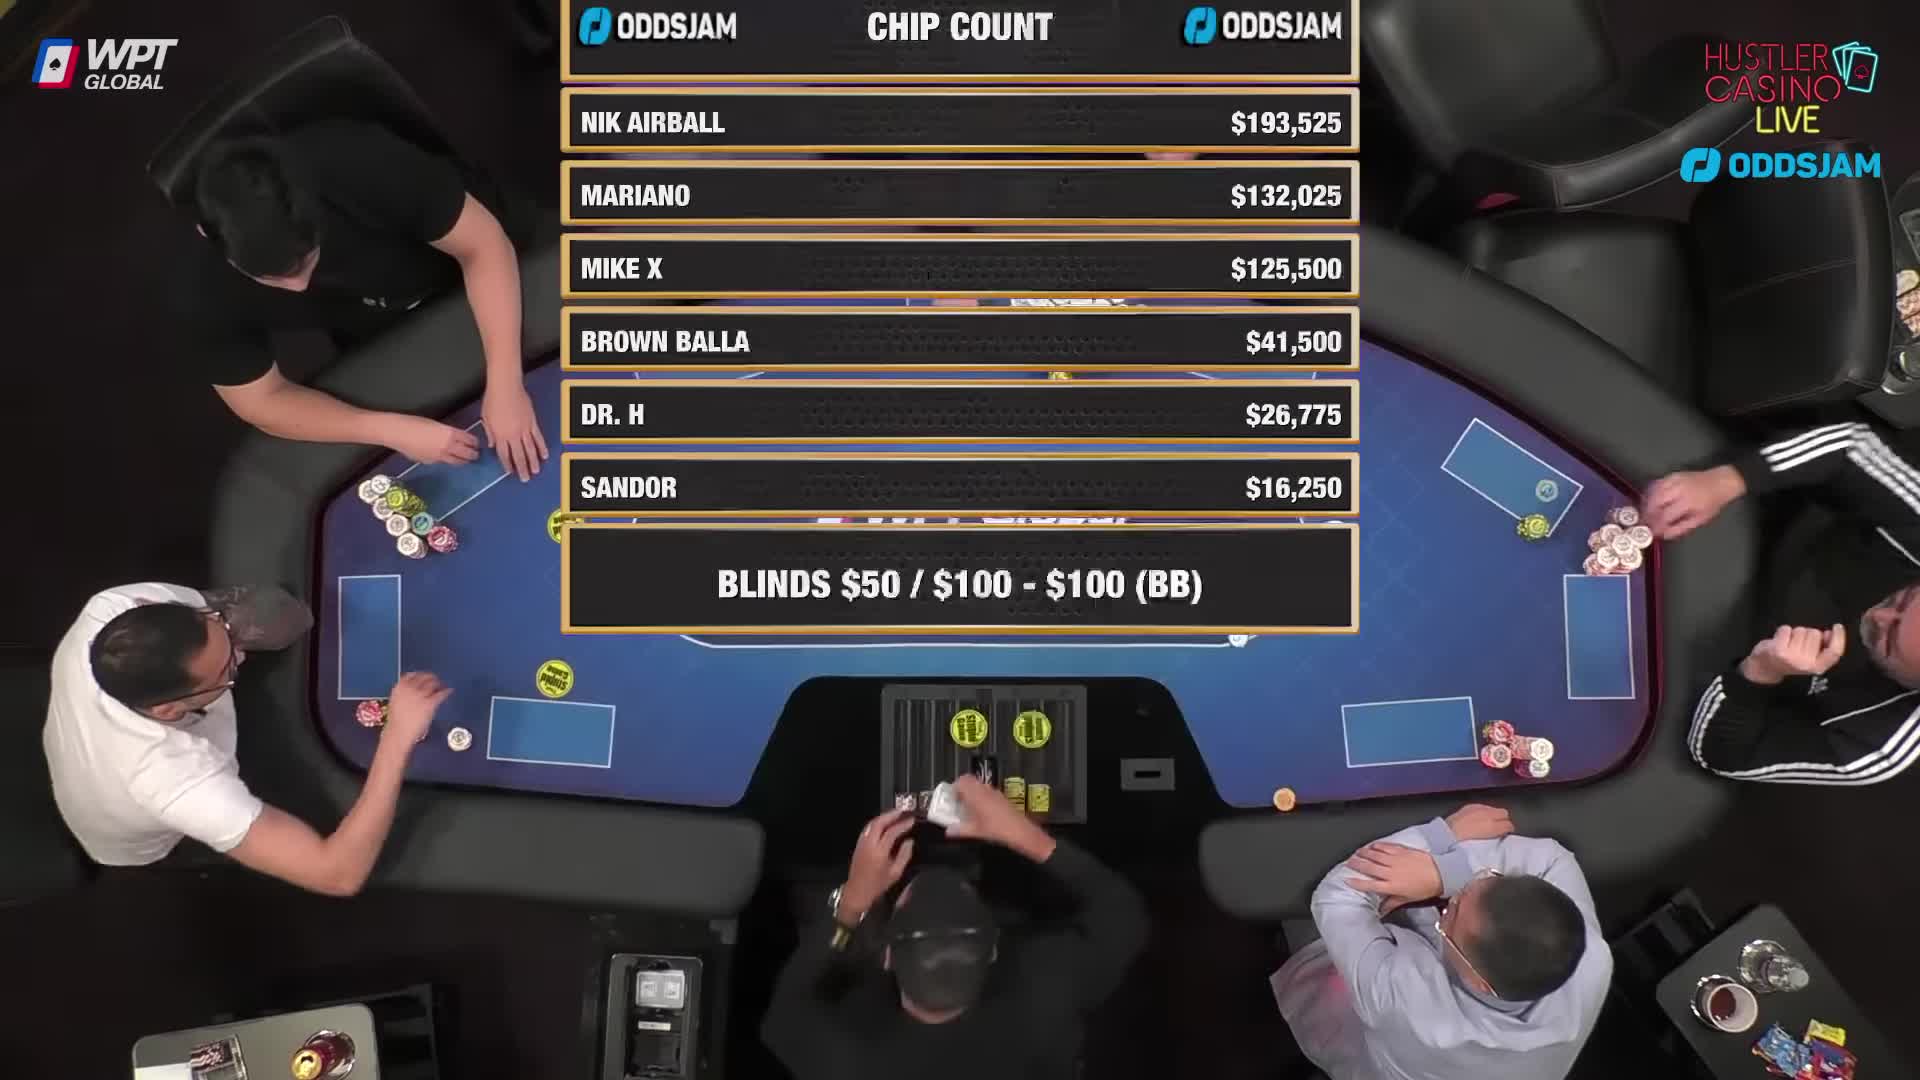 WPT
GLOBAL
ODDSJAM
CHIP COUNT
ODDSJAM
HUSTLER
CASINO
LIVE
ODDSJAM
NIK AIRBALL $193,525
MARIANO $132,025
MIKE X $125,500
BROWN BALLA $41,500
DR. H $26,775
SANDOR $16,250
BLINDS $50 / $100 - $100 (BB)